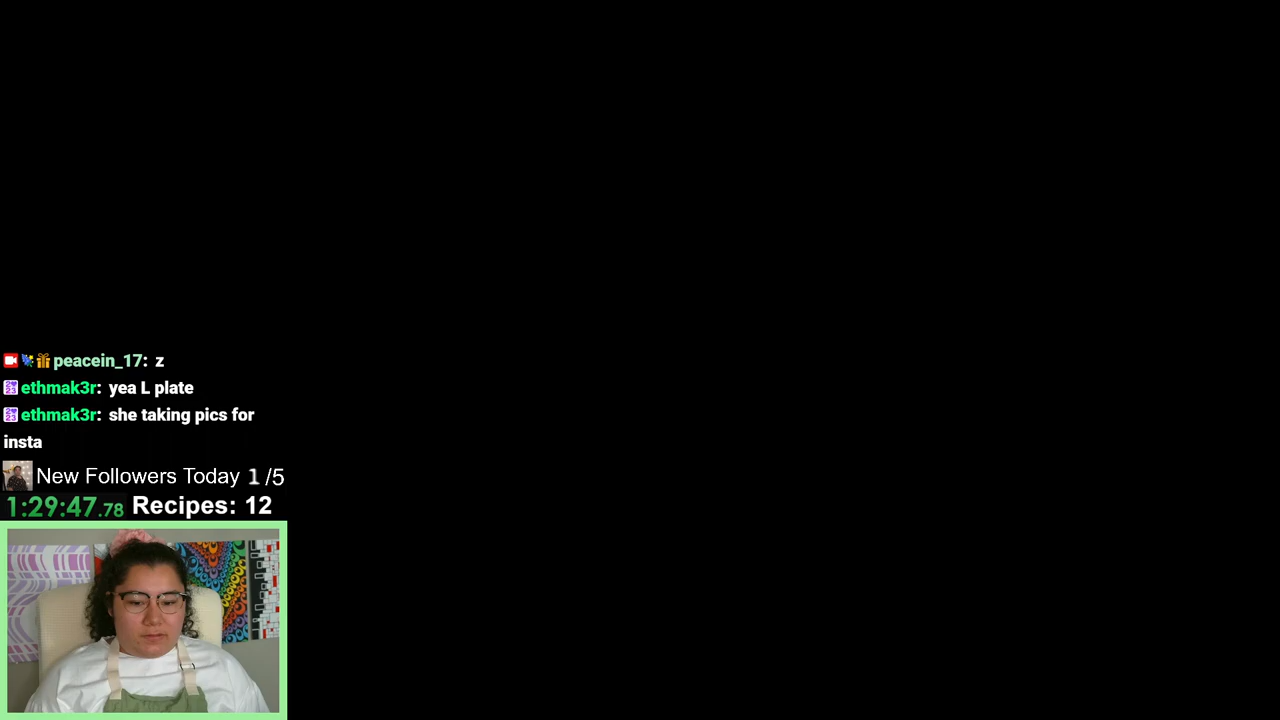 peacein_17: z
ethmak3r: yea L plate
ethmak3r: she taking pics for
insta
New Followers Today 1 /5
1:29:47.78 Recipes: 12